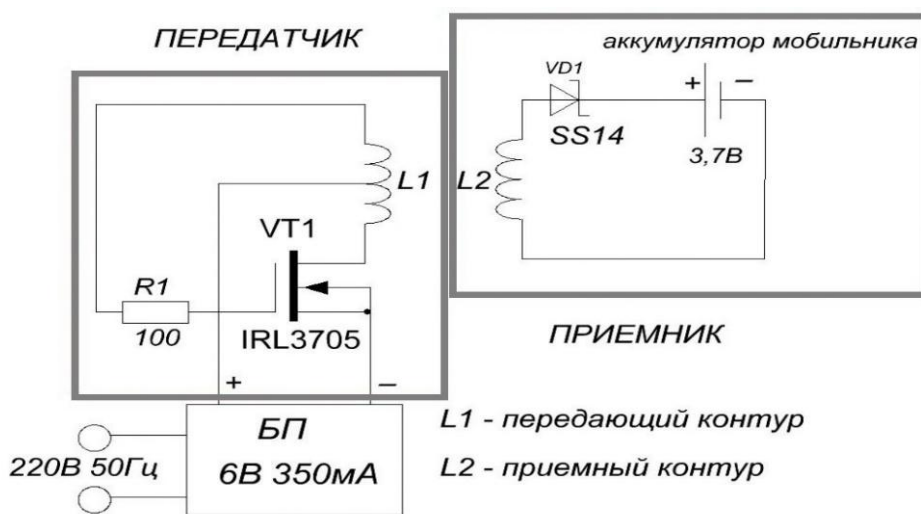 ПЕРЕДАТЧИК
аккумулятор мобильника
VD1
+
–
SS14
3,7В
L1
L2
VT1
R1
100
IRL3705
ПРИЕМНИК
+
–
БП
6В 350мА
220В 50Гц
L1 - передающий контур
L2 - приемный контур